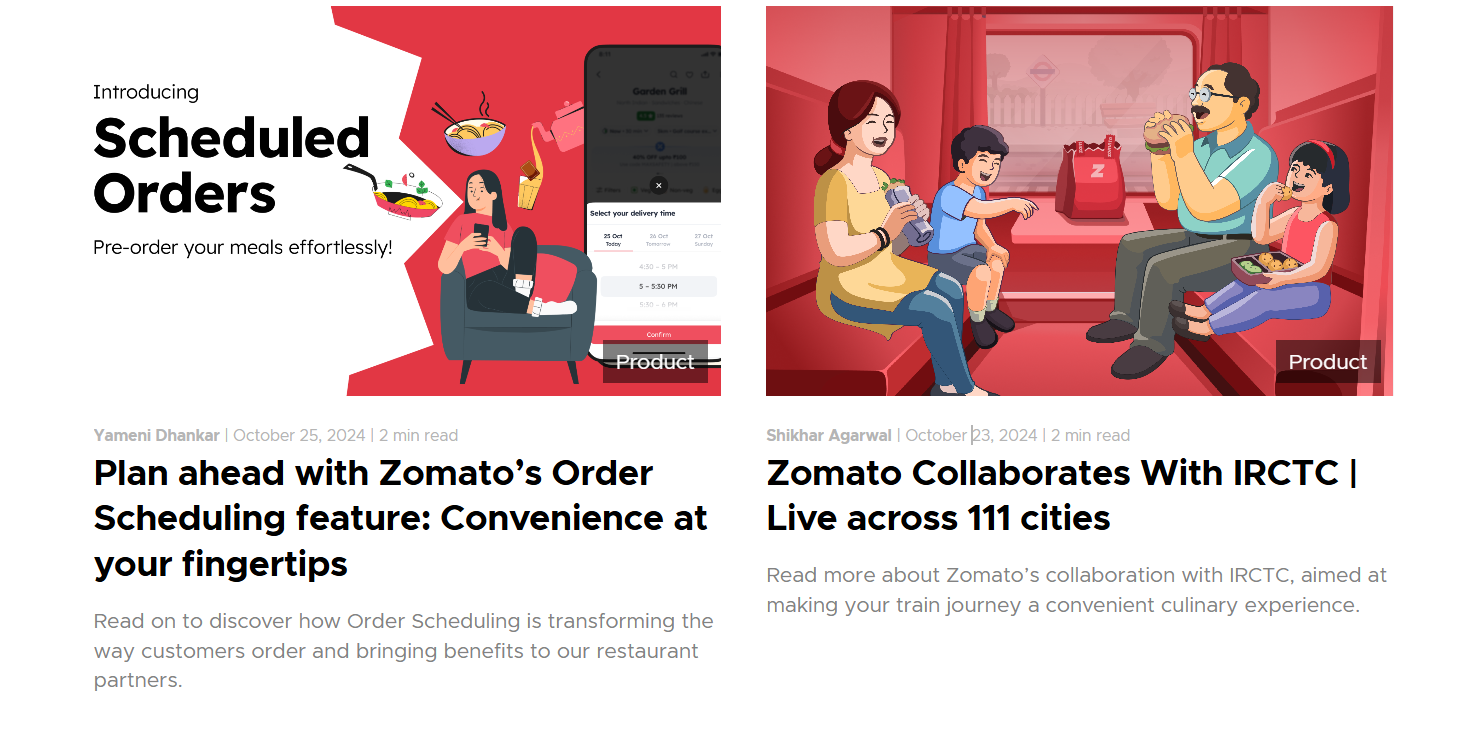 Introducing
Scheduled
Orders
Pre-order your meals effortlessly!
Garden Grill
Select your delivery time
25 Oct 26 Oct 27 Oct
Today Tomorrow Sunday
4:30 – 5 PM
5 – 5:30 PM
5:30 – 6 PM
Confirm
Product
Yameni Dhankar | October 25, 2024 | 2 min read
Plan ahead with Zomato’s Order
Scheduling feature: Convenience at
your fingertips
Read on to discover how Order Scheduling is transforming the
way customers order and bringing benefits to our restaurant
partners.
zomato
Z
Product
Shikhar Agarwal | October 23, 2024 | 2 min read
Zomato Collaborates With IRCTC |
Live across 111 cities
Read more about Zomato’s collaboration with IRCTC, aimed at
making your train journey a convenient culinary experience.